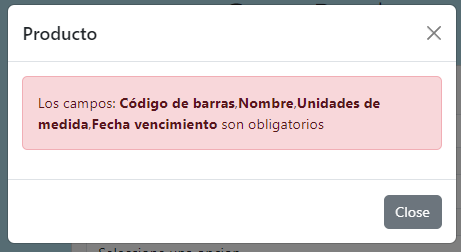 Producto
Los campos: Código de barras,Nombre,Unidades de
medida,Fecha vencimiento son obligatorios
Close